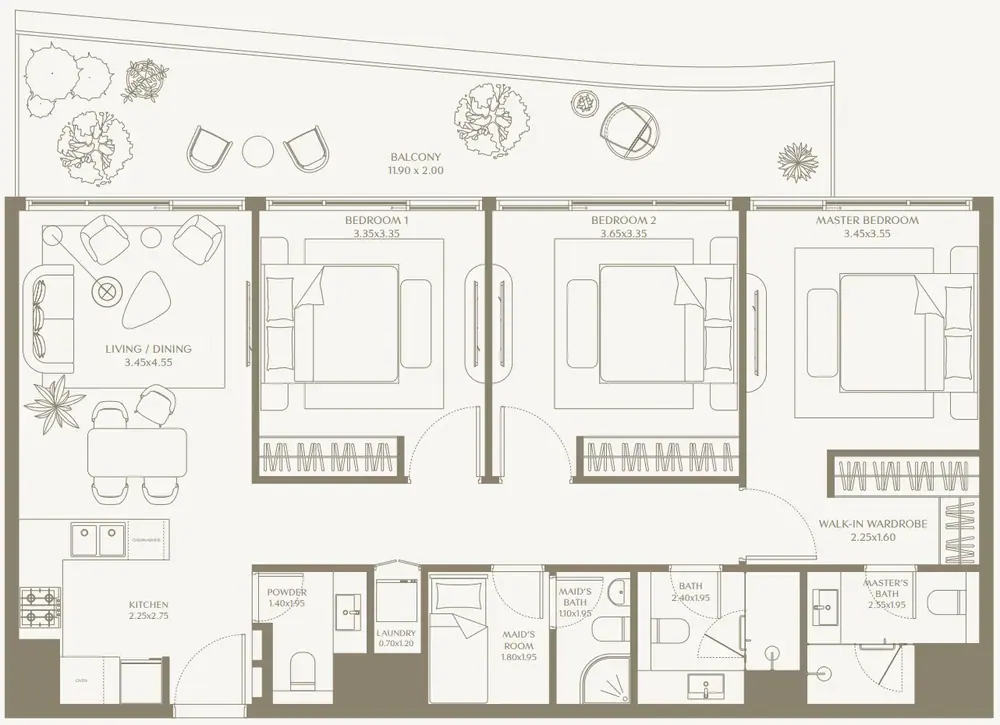 BALCONY
11.90 x 2.00
BEDROOM 1
3.35x3.35
BEDROOM 2
3.65x3.35
MASTER BEDROOM
3.45x3.55
LIVING / DINING
3.45x4.55
WALK-IN WARDROBE
2.25x1.60
DISHWASHER
KITCHEN
2.25x2.75
OVEN
POWDER
1.40x1.95
LAUNDRY
0.70x1.20
MAID'S
ROOM
1.80x1.95
MAID'S
BATH
1.10x1.95
BATH
2.40x1.95
MASTER'S
BATH
2.55x1.95